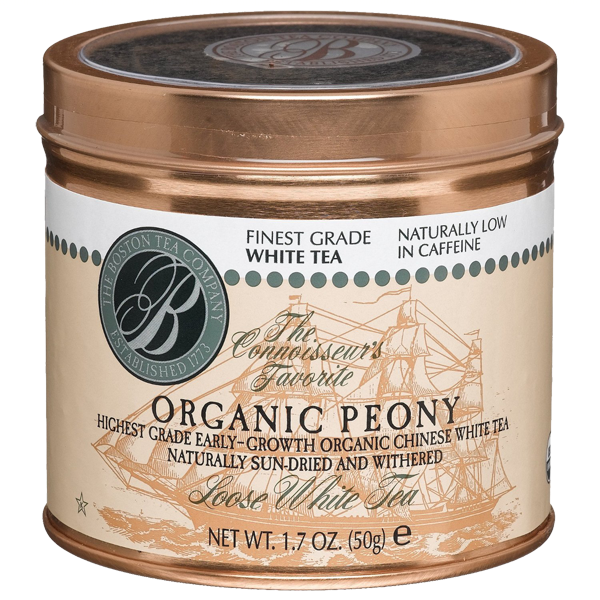 B
THE BOSTON TEA COMPANY
B
ESTABLISHED 1773
FINEST GRADE
WHITE TEA
NATURALLY LOW
IN CAFFEINE
The
Connoisseur's
Favorite
ORGANIC PEONY
HIGHEST GRADE EARLY-GROWTH ORGANIC CHINESE WHITE TEA
NATURALLY SUN-DRIED AND WITHERED
Loose White Tea
NET WT. 1.7 OZ. (50g) e